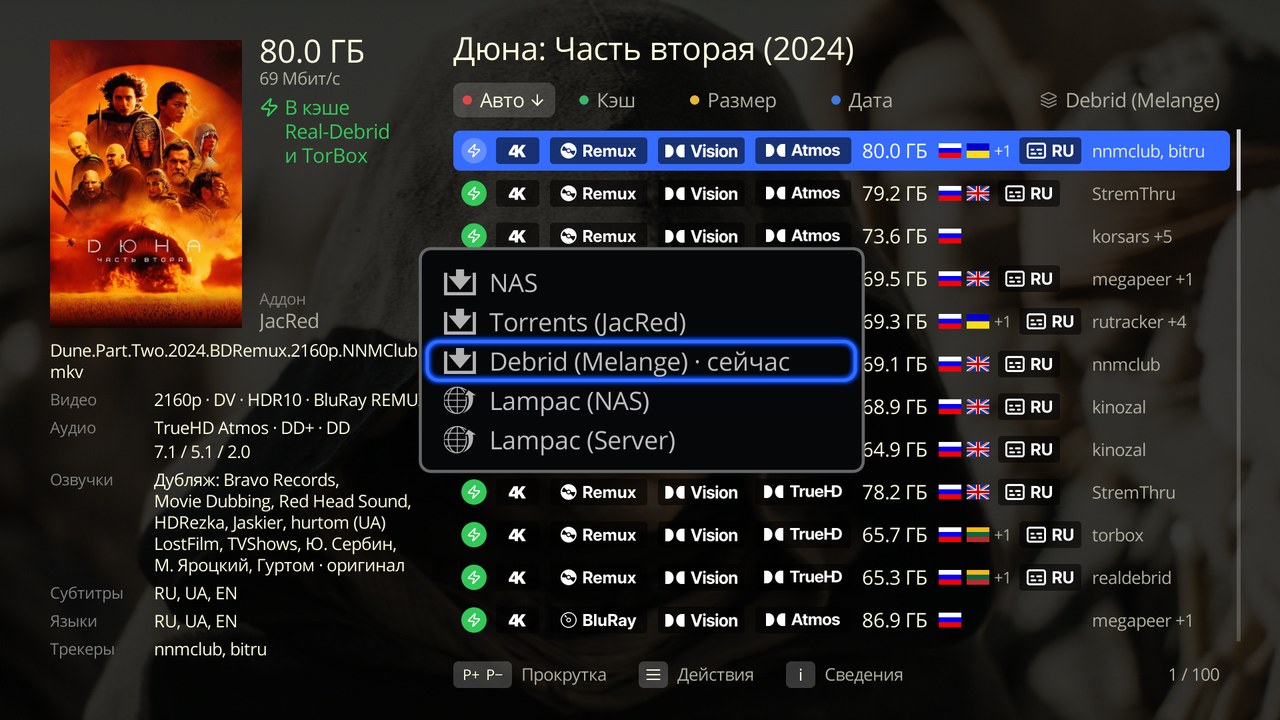 80.0 ГБ
69 Мбит/с
В кэше
Real-Debrid
и TorBox
ДЮНА
ЧАСТЬ ВТОРАЯ
Аддон
JacRed
Dune.Part.Two.2024.BDRemux.2160p.NNMClub
mkv
Видео 2160p · DV · HDR10 · BluRay REMU
Аудио TrueHD Atmos · DD+ · DD
7.1 / 5.1 / 2.0
Озвучки Дубляж: Bravo Records,
Movie Dubbing, Red Head Sound,
HDRezka, Jaskier, hurtom (UA)
LostFilm, TVShows, Ю. Сербин,
М. Яроцкий, Гуртом · оригинал
Субтитры RU, UA, EN
Языки RU, UA, EN
Трекеры nnmclub, bitru
Дюна: Часть вторая (2024)
Авто ↓ Кэш Размер Дата Debrid (Melange)
4K Remux Vision Atmos 80.0 ГБ +1 RU nnmclub, bitru
4K Remux Vision Atmos 79.2 ГБ RU StremThru
4K Remux Vision Atmos 73.6 ГБ korsars +5
69.5 ГБ RU megapeer +1
69.3 ГБ +1 RU rutracker +4
69.1 ГБ RU nnmclub
68.9 ГБ RU kinozal
64.9 ГБ RU kinozal
4K Remux Vision TrueHD 78.2 ГБ RU StremThru
4K Remux Vision TrueHD 65.7 ГБ +1 RU torbox
4K Remux Vision TrueHD 65.3 ГБ +1 RU realdebrid
4K BluRay Vision Atmos 86.9 ГБ megapeer +1
NAS
Torrents (JacRed)
Debrid (Melange) · сейчас
Lampac (NAS)
Lampac (Server)
P+ P− Прокрутка Действия i Сведения 1 / 100